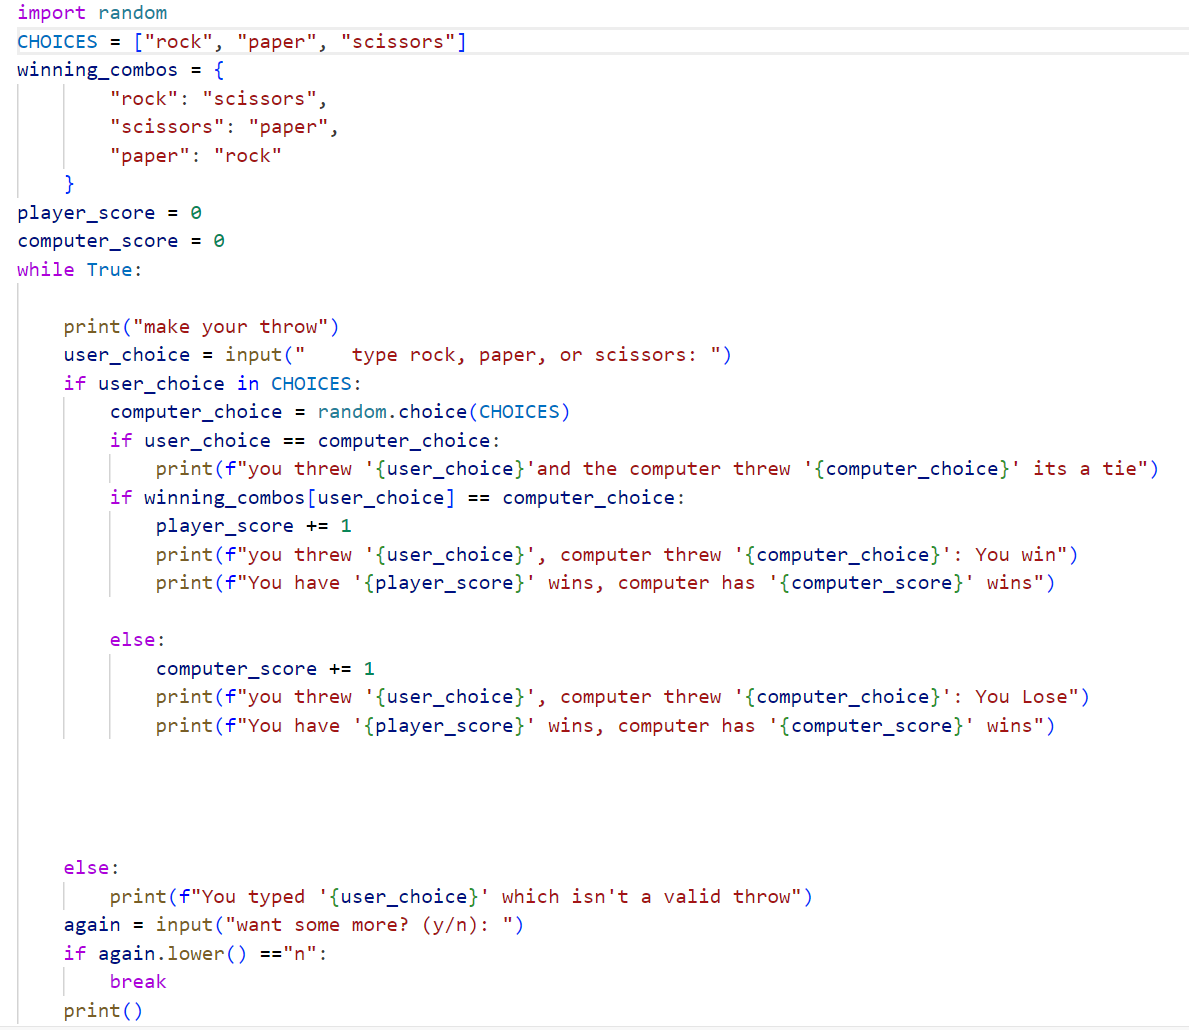 import random
CHOICES = ["rock", "paper", "scissors"]
winning_combos = {
        "rock": "scissors",
        "scissors": "paper",
        "paper": "rock"
    }
player_score = 0
computer_score = 0
while True:

    print("make your throw")
    user_choice = input("    type rock, paper, or scissors: ")
    if user_choice in CHOICES:
        computer_choice = random.choice(CHOICES)
        if user_choice == computer_choice:
            print(f"you threw '{user_choice}'and the computer threw '{computer_choice}' its a tie")
        if winning_combos[user_choice] == computer_choice:
            player_score += 1
            print(f"you threw '{user_choice}', computer threw '{computer_choice}': You win")
            print(f"You have '{player_score}' wins, computer has '{computer_score}' wins")

        else:
            computer_score += 1
            print(f"you threw '{user_choice}', computer threw '{computer_choice}': You Lose")
            print(f"You have '{player_score}' wins, computer has '{computer_score}' wins")

    else:
        print(f"You typed '{user_choice}' which isn't a valid throw")
    again = input("want some more? (y/n): ")
    if again.lower() =="n":
        break
    print()